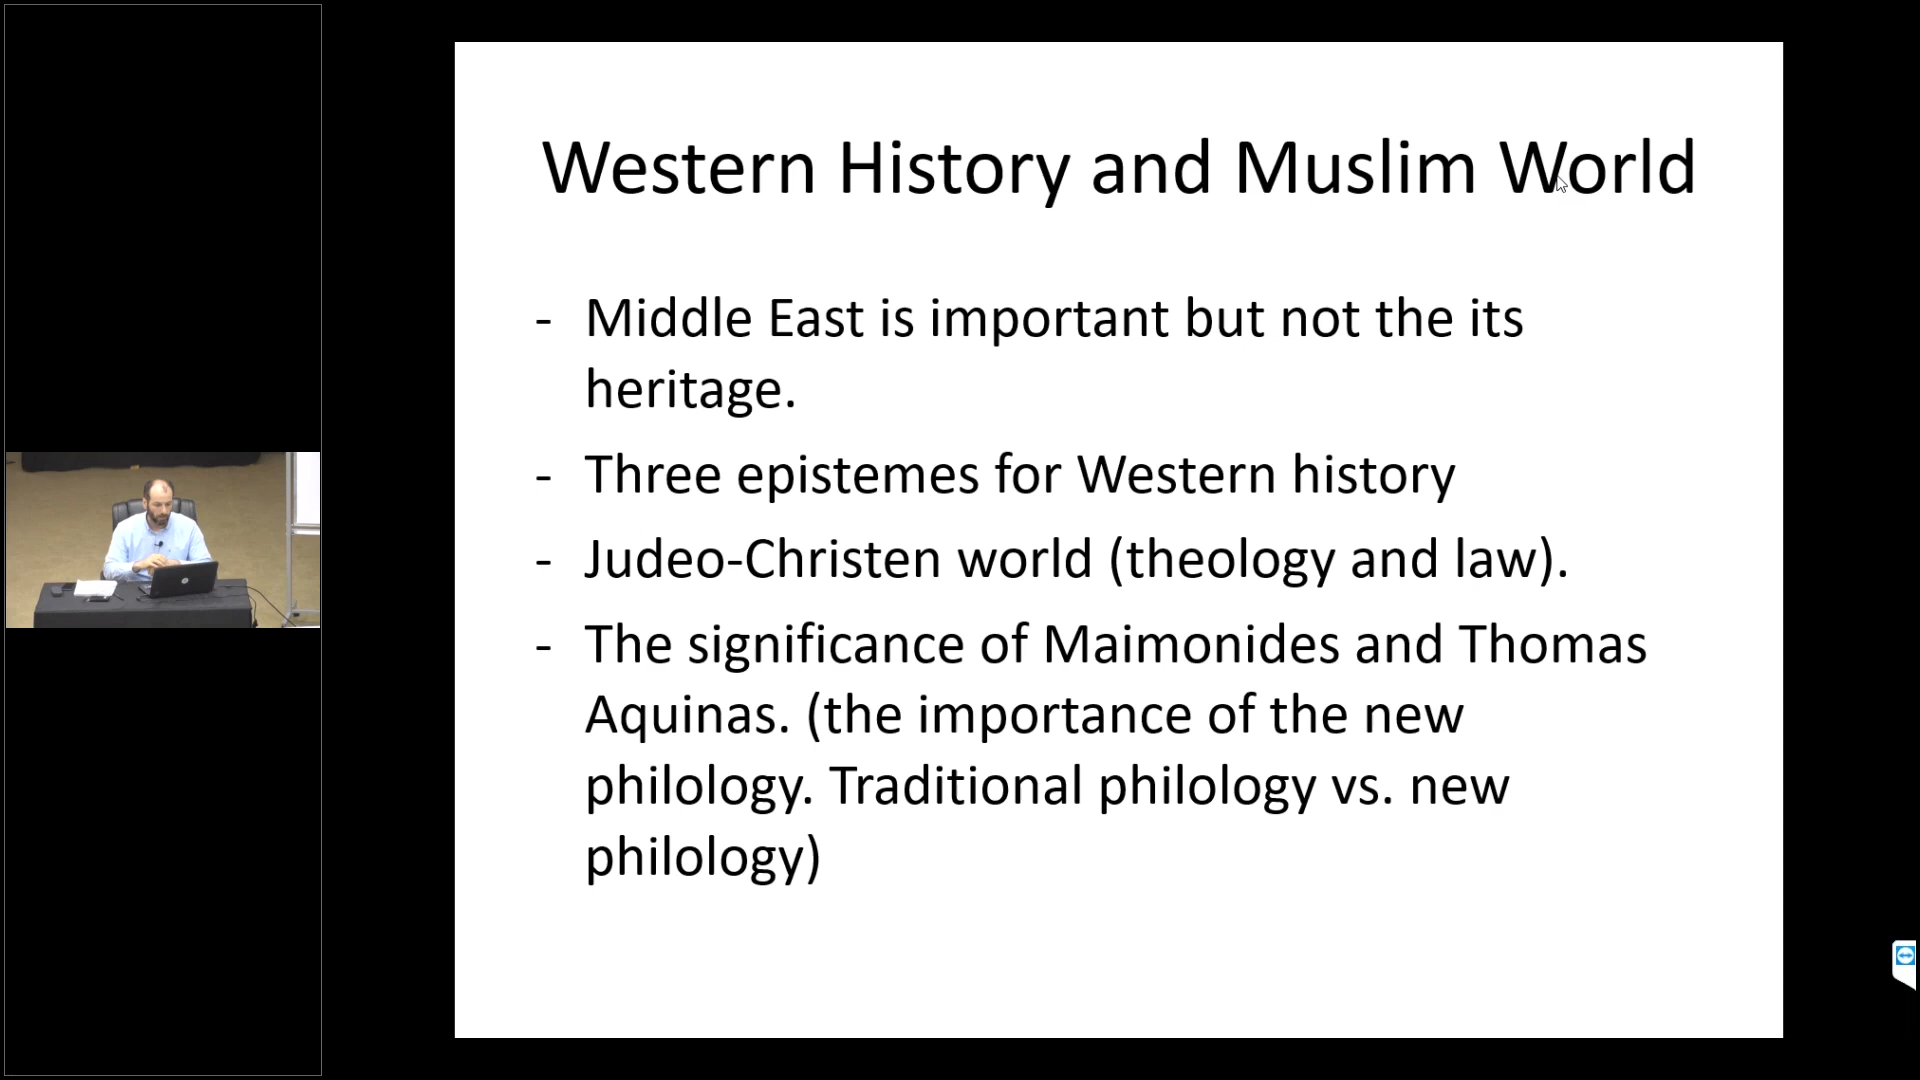 Western History and Muslim World
- Middle East is important but not the its
heritage.
- Three epistemes for Western history
- Judeo-Christen world (theology and law).
- The significance of Maimonides and Thomas
Aquinas. (the importance of the new
philology. Traditional philology vs. new
philology)